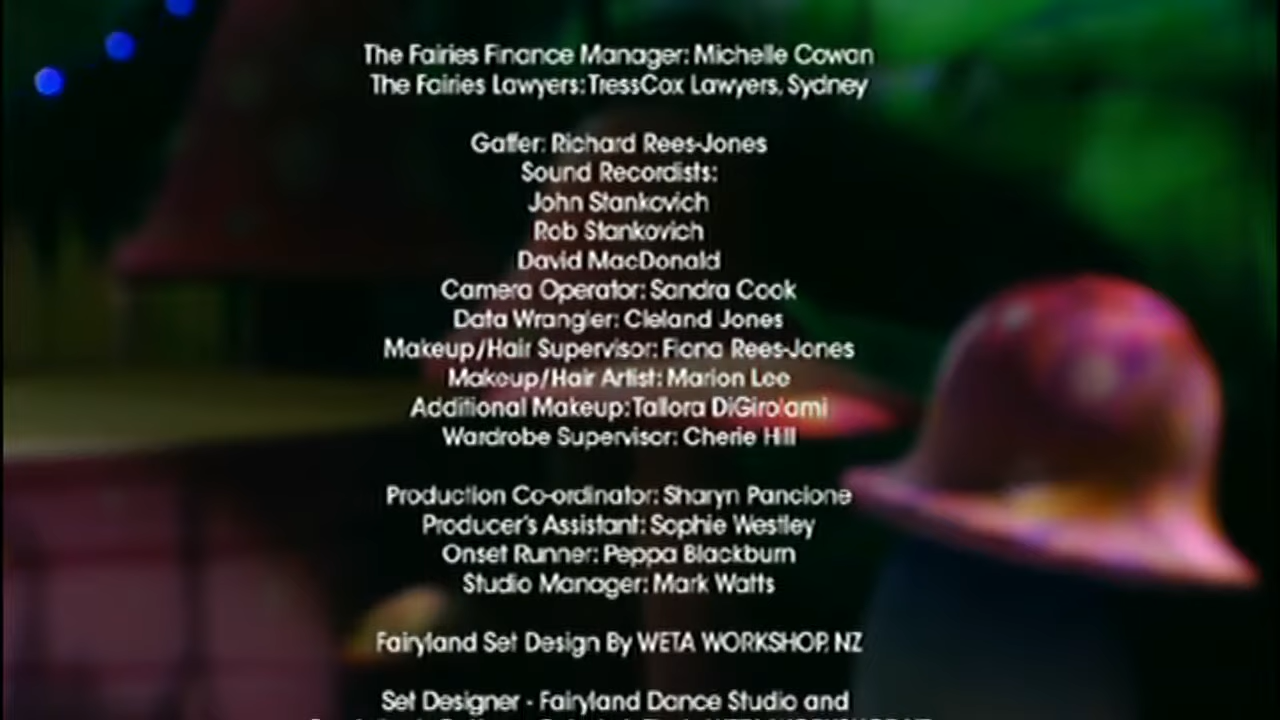 The Fairies Finance Manager: Michelle Cowan
The Fairies Lawyers: TressCox Lawyers, Sydney
Gaffer: Richard Rees-Jones
Sound Recordists:
John Stankovich
Rob Stankovich
David MacDonald
Camera Operator: Sandra Cook
Data Wrangler: Cleland Jones
Makeup/Hair Supervisor: Fiona Rees-Jones
Makeup/Hair Artist: Marion Lee
Additional Makeup: Tallora DiGirolami
Wardrobe Supervisor: Cherie Hill
Production Co-ordinator: Sharyn Pancione
Producer's Assistant: Sophie Westley
Onset Runner: Peppa Blackburn
Studio Manager: Mark Watts
Fairyland Set Design By WETA WORKSHOP, NZ
Set Designer - Fairyland Dance Studio and